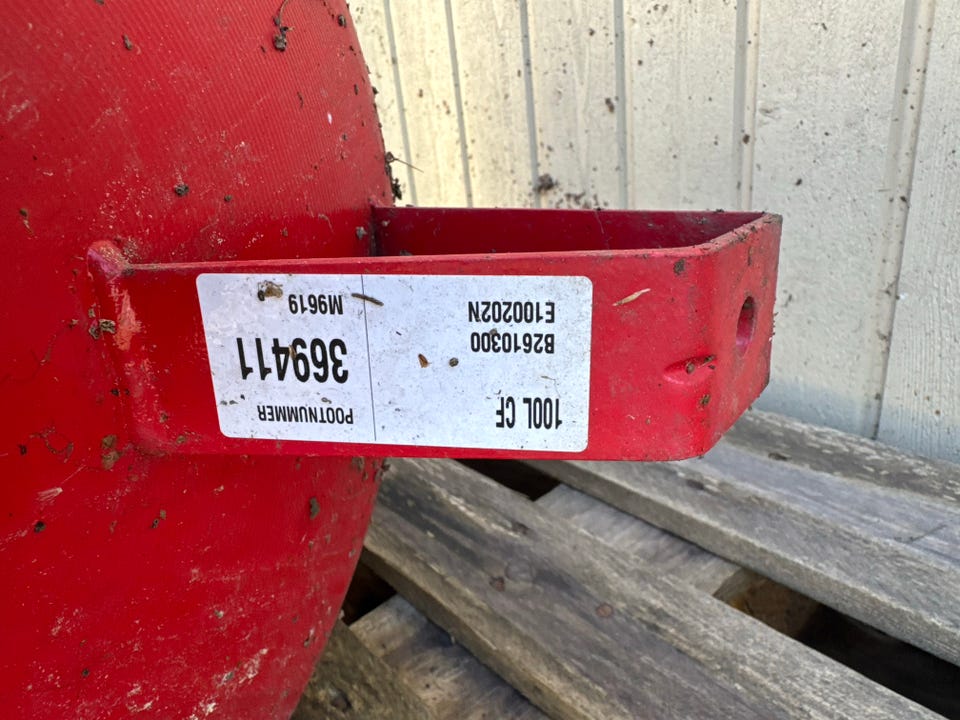 100L CF
B2610300
E100202N
POOTNUMMER
369411
M9619